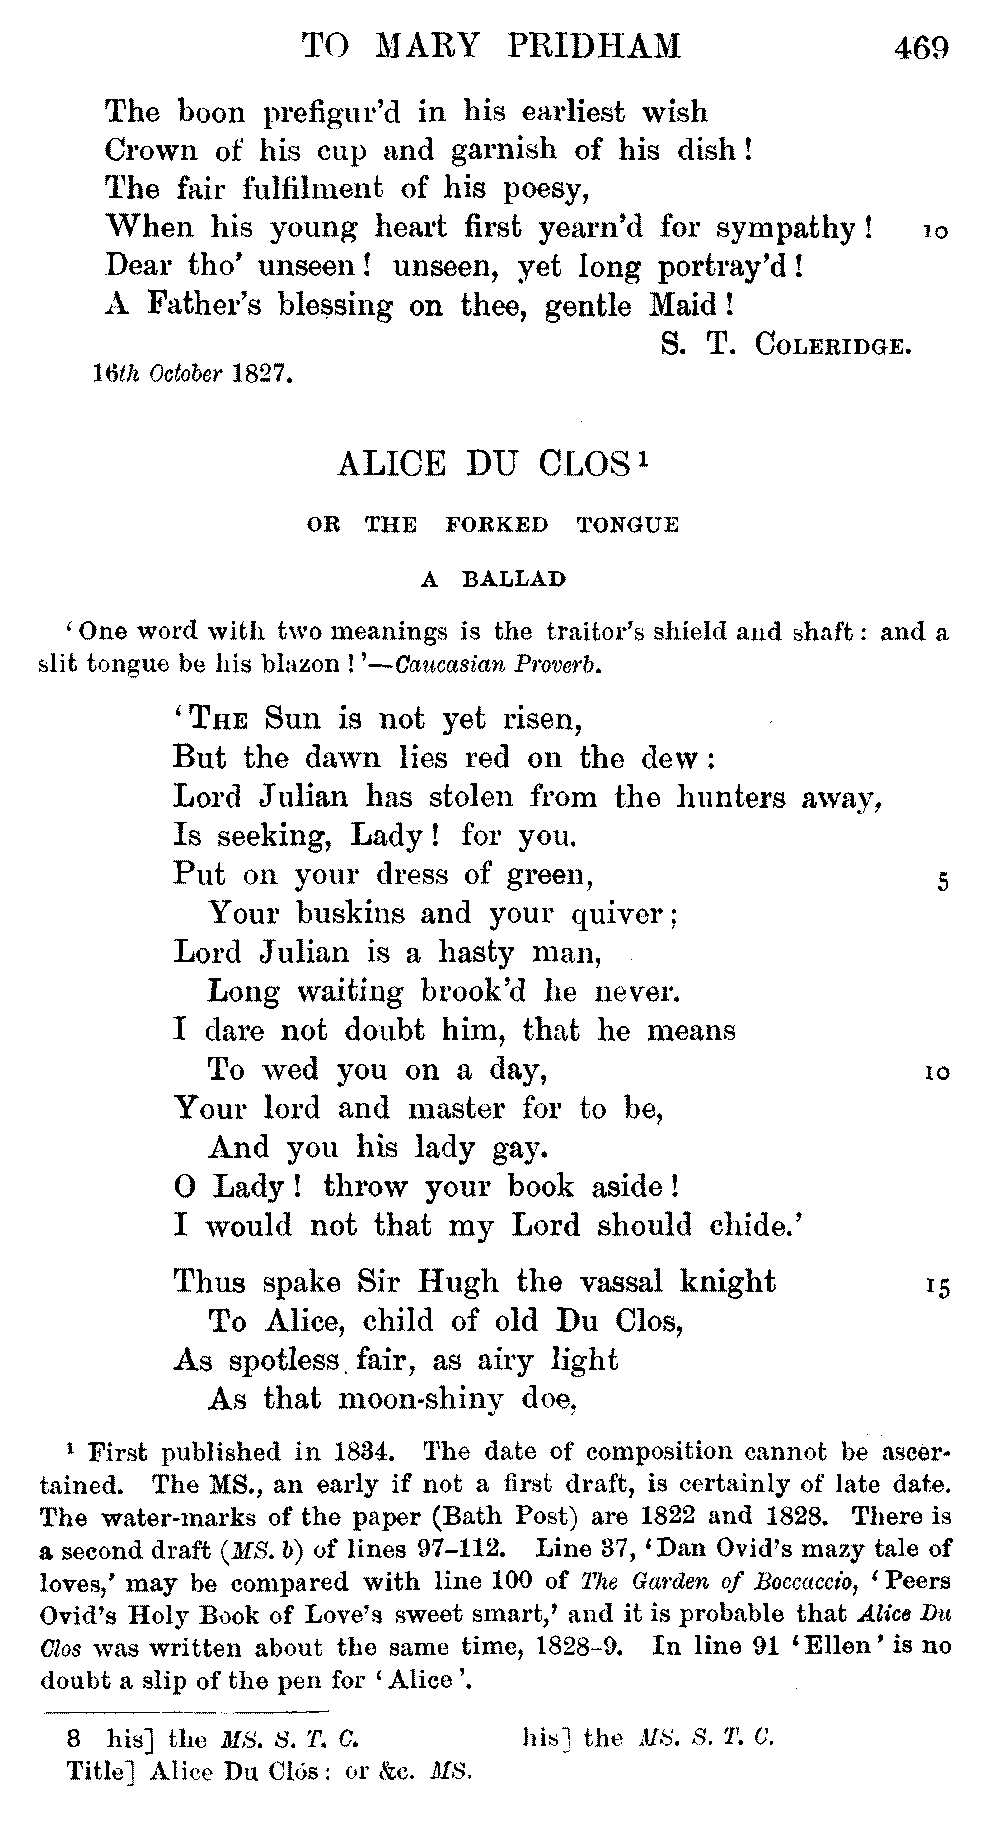 TO MARY PRIDHAM 469
The boon prefigur'd in his earliest wish
Crown of his cup and garnish of his dish!
The fair fulfilment of his poesy,
When his young heart first yearn'd for sympathy! 10
Dear tho' unseen! unseen, yet long portray'd!
A Father's blessing on thee, gentle Maid!
S. T. COLERIDGE.
16th October 1827.
ALICE DU CLOS¹
OR THE FORKED TONGUE
A BALLAD
'One word with two meanings is the traitor's shield and shaft: and a
slit tongue be his blazon!'—Caucasian Proverb.
'THE Sun is not yet risen,
But the dawn lies red on the dew:
Lord Julian has stolen from the hunters away,
Is seeking, Lady! for you.
Put on your dress of green, 5
Your buskins and your quiver;
Lord Julian is a hasty man,
Long waiting brook'd he never.
I dare not doubt him, that he means
To wed you on a day, 10
Your lord and master for to be,
And you his lady gay.
O Lady! throw your book aside!
I would not that my Lord should chide.'
Thus spake Sir Hugh the vassal knight 15
To Alice, child of old Du Clos,
As spotless fair, as airy light
As that moon-shiny doe,
¹ First published in 1834. The date of composition cannot be ascer-
tained. The MS., an early if not a first draft, is certainly of late date.
The water-marks of the paper (Bath Post) are 1822 and 1828. There is
a second draft (MS. b) of lines 97–112. Line 37, 'Dan Ovid's mazy tale of
loves,' may be compared with line 100 of The Garden of Boccaccio, 'Peers
Ovid's Holy Book of Love's sweet smart,' and it is probable that Alice Du
Clos was written about the same time, 1828–9. In line 91 'Ellen' is no
doubt a slip of the pen for 'Alice'.
8 his] the MS. S. T. C. his] the MS. S. T. C.
Title] Alice Du Clós: or &c. MS.